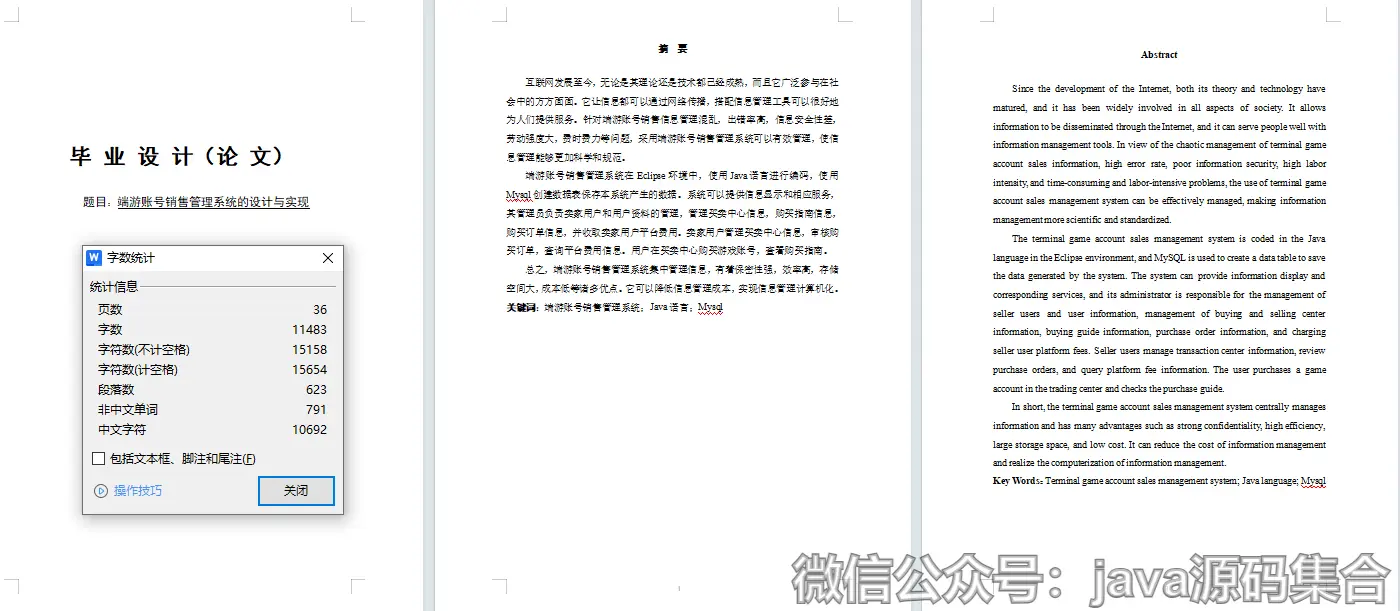 毕 业 设 计（论 文）
题目：端游账号销售管理系统的设计与实现
字数统计
统计信息
页数 36
字数 11483
字符数(不计空格) 15158
字符数(计空格) 15654
段落数 623
非中文单词 791
中文字符 10692
包括文本框、脚注和尾注(F)
操作技巧
关闭
摘 要
互联网发展至今，无论是其理论还是技术都已经成熟，而且它广泛参与在社
会中的方方面面。它让信息都可以通过网络传播，搭配信息管理工具可以很好地
为人们提供服务。针对端游账号销售信息管理混乱，出错率高，信息安全性差，
劳动强度大，费时费力等问题，采用端游账号销售管理系统可以有效管理，使信
息管理能够更加科学和规范。
端游账号销售管理系统在 Eclipse 环境中，使用 Java 语言进行编码，使用
Mysql 创建数据表保存本系统产生的数据。系统可以提供信息显示和相应服务，
其管理员负责卖家用户和用户资料的管理，管理买卖中心信息，购买指南信息，
购买订单信息，并收取卖家用户平台费用。卖家用户管理买卖中心信息，审核购
买订单，查询平台费用信息。用户在买卖中心购买游戏账号，查看购买指南。
总之，端游账号销售管理系统集中管理信息，有着保密性强，效率高，存储
空间大，成本低等诸多优点。它可以降低信息管理成本，实现信息管理计算机化。
关键词：端游账号销售管理系统；Java 语言；Mysql
Abstract
Since the development of the Internet, both its theory and technology have
matured, and it has been widely involved in all aspects of society. It allows
information to be disseminated through the Internet, and it can serve people well with
information management tools. In view of the chaotic management of terminal game
account sales information, high error rate, poor information security, high labor
intensity, and time-consuming and labor-intensive problems, the use of terminal game
account sales management system can be effectively managed, making information
management more scientific and standardized.
The terminal game account sales management system is coded in the Java
language in the Eclipse environment, and MySQL is used to create a data table to save
the data generated by the system. The system can provide information display and
corresponding services, and its administrator is responsible for the management of
seller users and user information, management of buying and selling center
information, buying guide information, purchase order information, and charging
seller user platform fees. Seller users manage transaction center information, review
purchase orders, and query platform fee information. The user purchases a game
account in the trading center and checks the purchase guide.
In short, the terminal game account sales management system centrally manages
information and has many advantages such as strong confidentiality, high efficiency,
large storage space, and low cost. It can reduce the cost of information management
and realize the computerization of information management.
Key Words: Terminal game account sales management system; Java language; Mysql
I
微信公众号：java源码集合